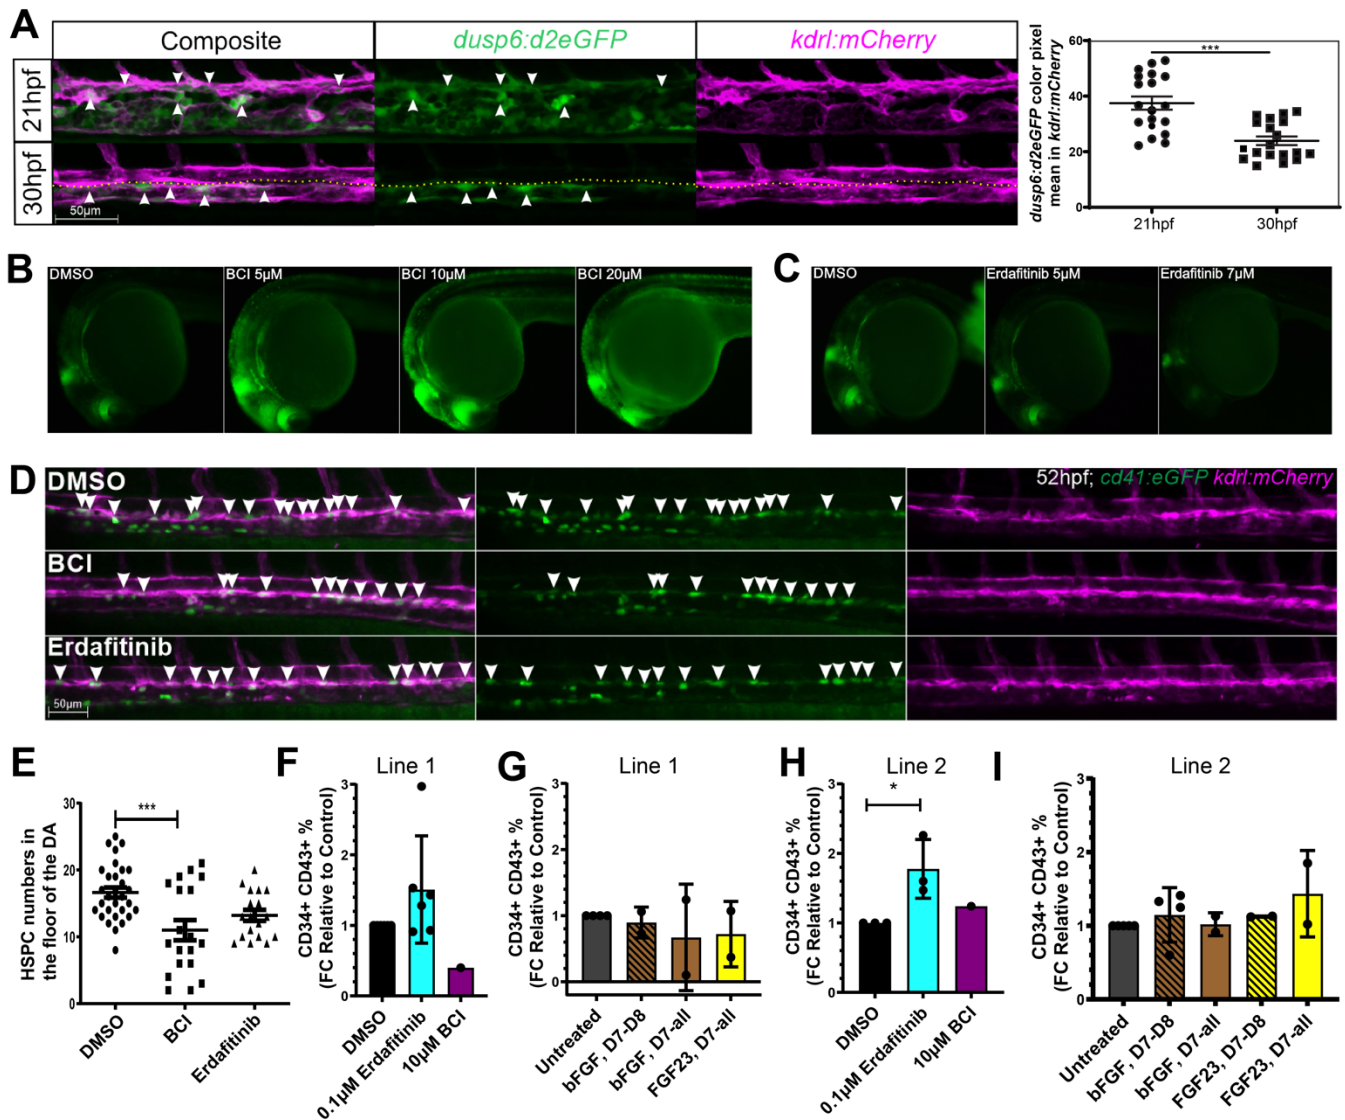 A
Composite
dusp6:d2eGFP
kdrl:mCherry
21hpf
30hpf
50µm
dusp6:d2eGFP color pixel
mean in kdrl:mCherry
60
40
20
0
***
21hpf
30hpf
B
DMSO
BCI 5µM
BCI 10µM
BCI 20µM
C
DMSO
Erdafitinib 5µM
Erdafitinib 7µM
D
DMSO
52hpf; cd41:eGFP kdrl:mCherry
BCI
Erdafitinib
50µm
E
HSPC numbers in
the floor of the DA
30
20
10
0
***
DMSO
BCI
Erdafitinib
F
Line 1
CD34+ CD43+ %
(FC Relative to Control)
3
2
1
0
DMSO
0.1µM Erdafitinib
10µM BCI
G
Line 1
CD34+ CD43+ %
(FC Relative to Control)
3
2
1
0
Untreated
bFGF, D7-D8
bFGF, D7-all
FGF23, D7-all
H
Line 2
CD34+ CD43+ %
(FC Relative to Control)
3
2
1
0
*
DMSO
0.1µM Erdafitinib
10µM BCI
I
Line 2
CD34+ CD43+ %
(FC Relative to Control)
3
2
1
0
Untreated
bFGF, D7-D8
bFGF, D7-all
FGF23, D7-D8
FGF23, D7-all